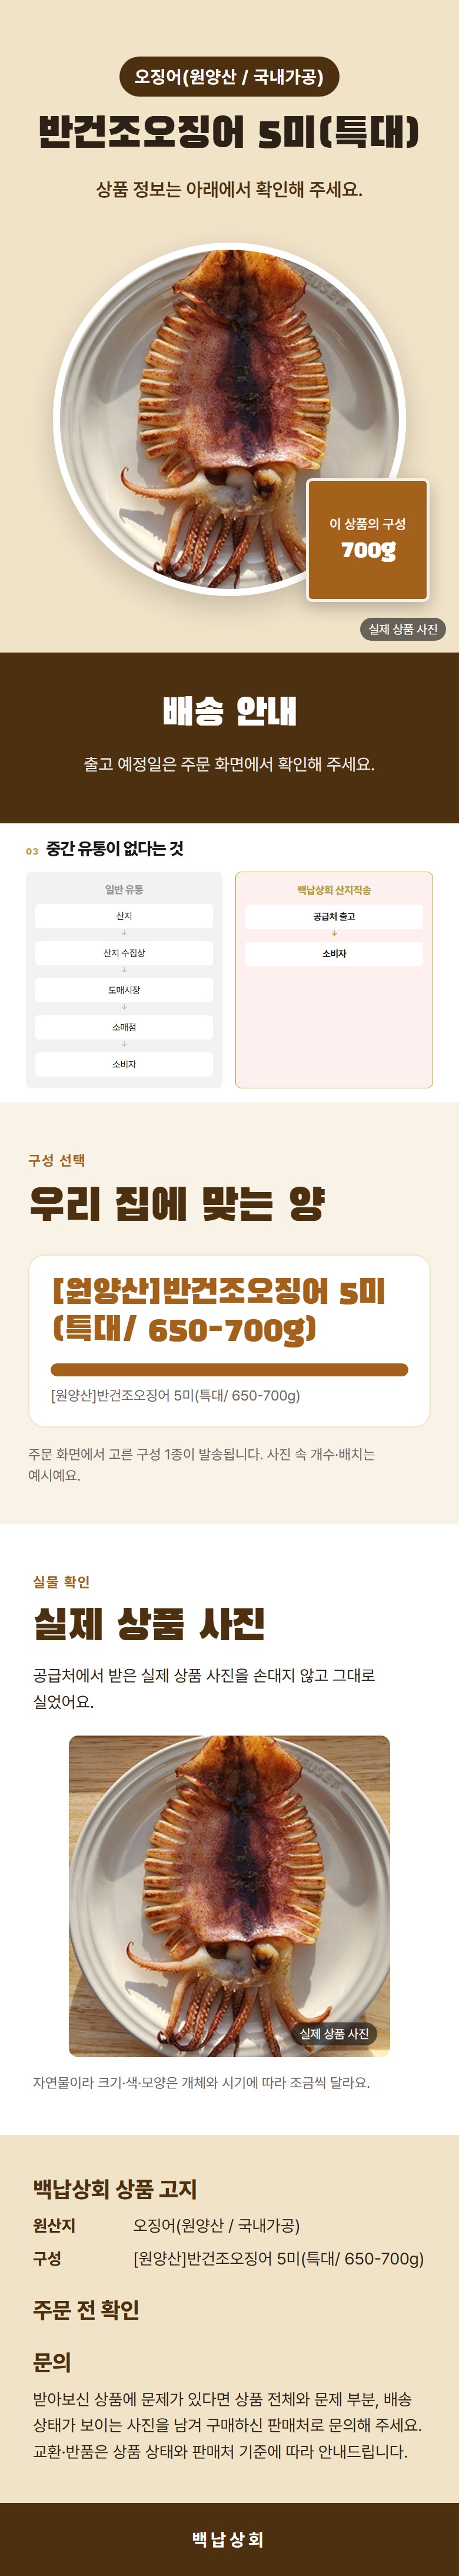 오징어(원양산 / 국내가공)
반건조오징어 5미(특대)
상품 정보는 아래에서 확인해 주세요.
이 상품의 구성
700g
실제 상품 사진
배송 안내
출고 예정일은 주문 화면에서 확인해 주세요.
03 중간 유통이 없다는 것
일반 유통
산지
↓
산지 수집상
↓
도매시장
↓
소매점
↓
소비자
백납상회 산지직송
공급처 출고
↓
소비자
구성 선택
우리 집에 맞는 양
[원양산]반건조오징어 5미
(특대/ 650-700g)
[원양산]반건조오징어 5미(특대/ 650-700g)
주문 화면에서 고른 구성 1종이 발송됩니다. 사진 속 개수·배치는
예시예요.
실물 확인
실제 상품 사진
공급처에서 받은 실제 상품 사진을 손대지 않고 그대로
실었어요.
실제 상품 사진
자연물이라 크기·색·모양은 개체와 시기에 따라 조금씩 달라요.
백납상회 상품 고지
원산지 오징어(원양산 / 국내가공)
구성 [원양산]반건조오징어 5미(특대/ 650-700g)
주문 전 확인
문의
받아보신 상품에 문제가 있다면 상품 전체와 문제 부분, 배송
상태가 보이는 사진을 남겨 구매하신 판매처로 문의해 주세요.
교환·반품은 상품 상태와 판매처 기준에 따라 안내드립니다.
백납상회